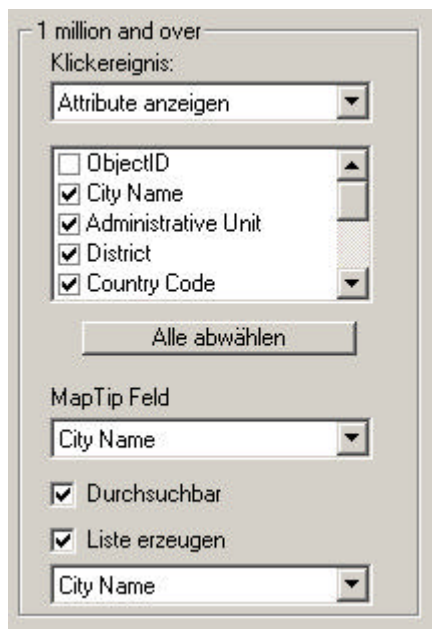 1 million and over
Klickereignis:
Attribute anzeigen
ObjectID
City Name
Administrative Unit
District
Country Code
Alle abwählen
MapTip Feld
City Name
Durchsuchbar
Liste erzeugen
City Name